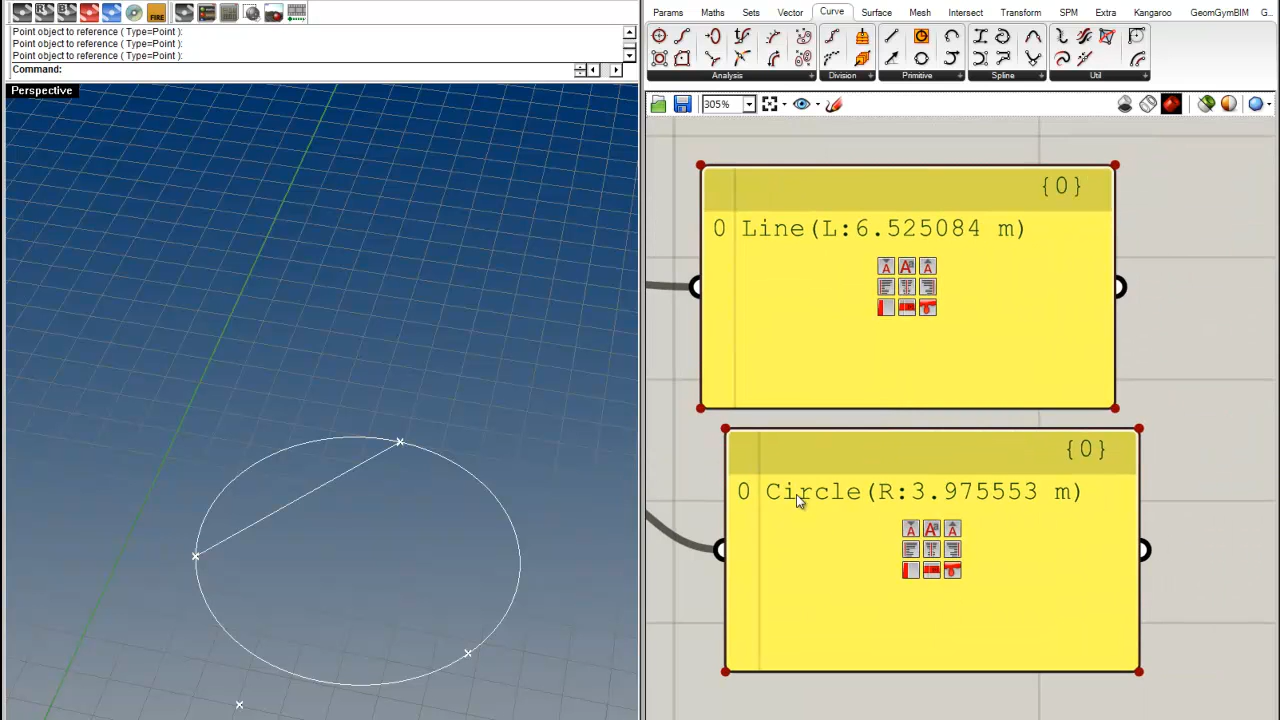 Point object to reference ( Type=Point ):
Point object to reference ( Type=Point ):
Point object to reference ( Type=Point ):
Command:
Perspective
FIRE
Params Maths Sets Vector Curve Surface Mesh Intersect Transform SPM Extra Kangaroo GeomGymBIM G..
Analysis Division Primitive Spline Util
305%
{0}
0 Line(L:6.525084 m)
{0}
0 Circle(R:3.975553 m)